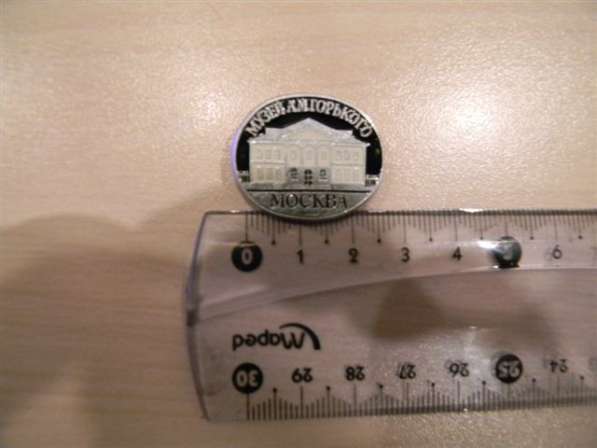 МУЗЕЙ А.М.ГОРЬКОГО
МОСКВА
0 1 2 3 4 5 6
Maped
30 29 28 27 26 25 24